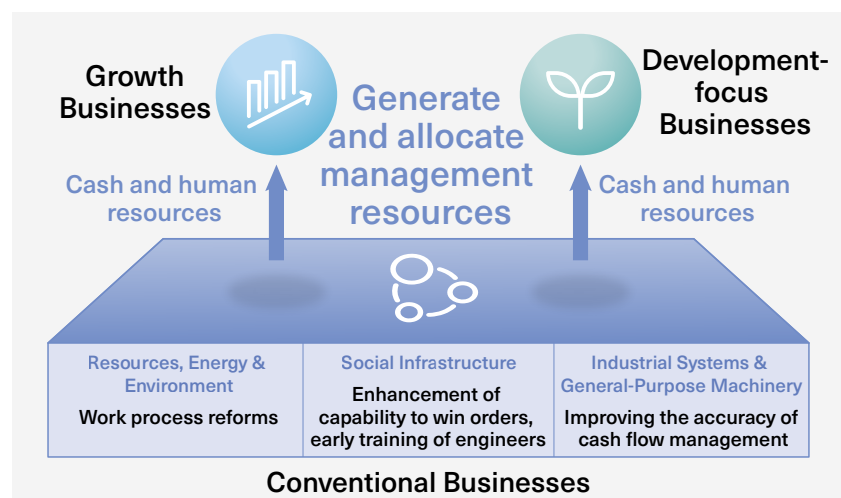 Growth
Businesses
Generate
and allocate
management
resources
Development-
focus
Businesses
Cash and human
resources
Cash and human
resources
Resources, Energy &
Environment
Work process reforms
Social Infrastructure
Enhancement of
capability to win orders,
early training of engineers
Industrial Systems &
General-Purpose Machinery
Improving the accuracy of
cash flow management
Conventional Businesses